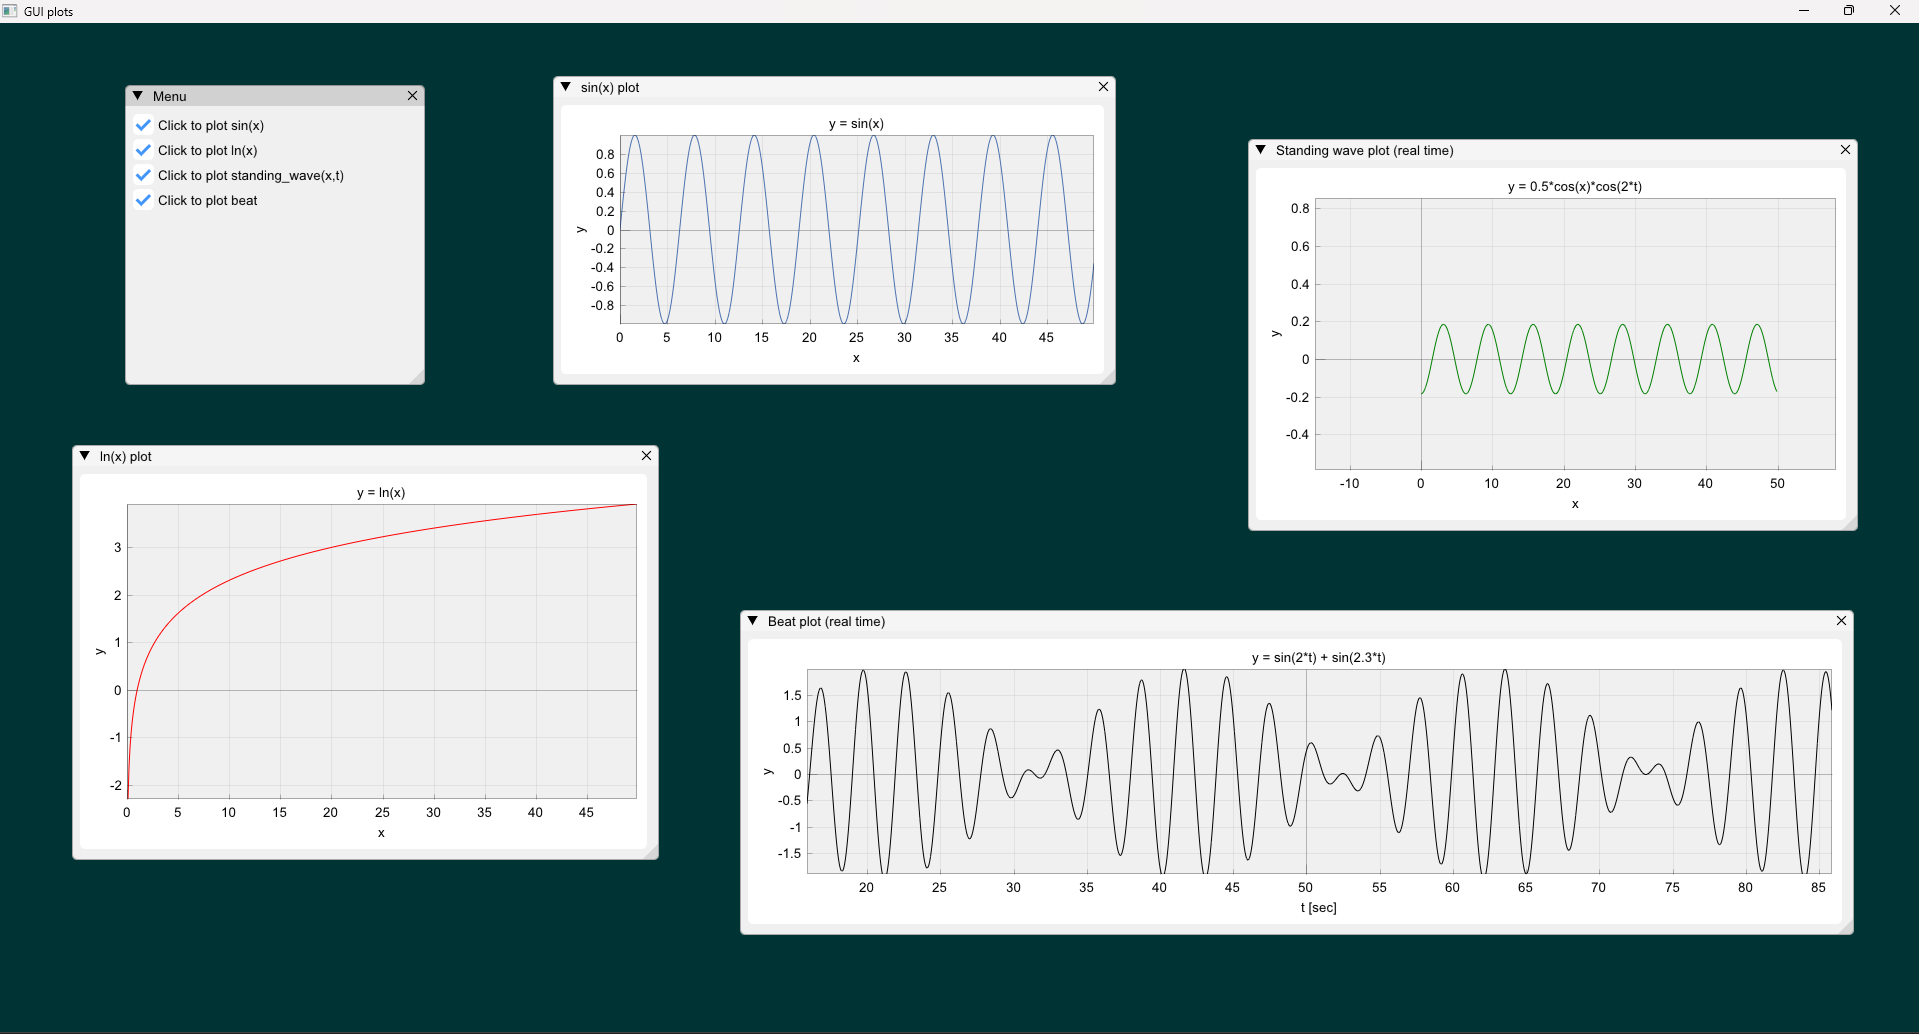 GUI plots
Menu
Click to plot sin(x)
Click to plot ln(x)
Click to plot standing_wave(x,t)
Click to plot beat
sin(x) plot
y = sin(x)
0.8
0.6
0.4
0.2
0
-0.2
-0.4
-0.6
-0.8
y
0 5 10 15 20 25 30 35 40 45
x
Standing wave plot (real time)
y = 0.5*cos(x)*cos(2*t)
0.8
0.6
0.4
0.2
0
-0.2
-0.4
y
-10 0 10 20 30 40 50
x
ln(x) plot
y = ln(x)
3
2
1
0
-1
-2
y
0 5 10 15 20 25 30 35 40 45
x
Beat plot (real time)
y = sin(2*t) + sin(2.3*t)
1.5
1
0.5
0
-0.5
-1
-1.5
y
20 25 30 35 40 45 50 55 60 65 70 75 80 85
t [sec]